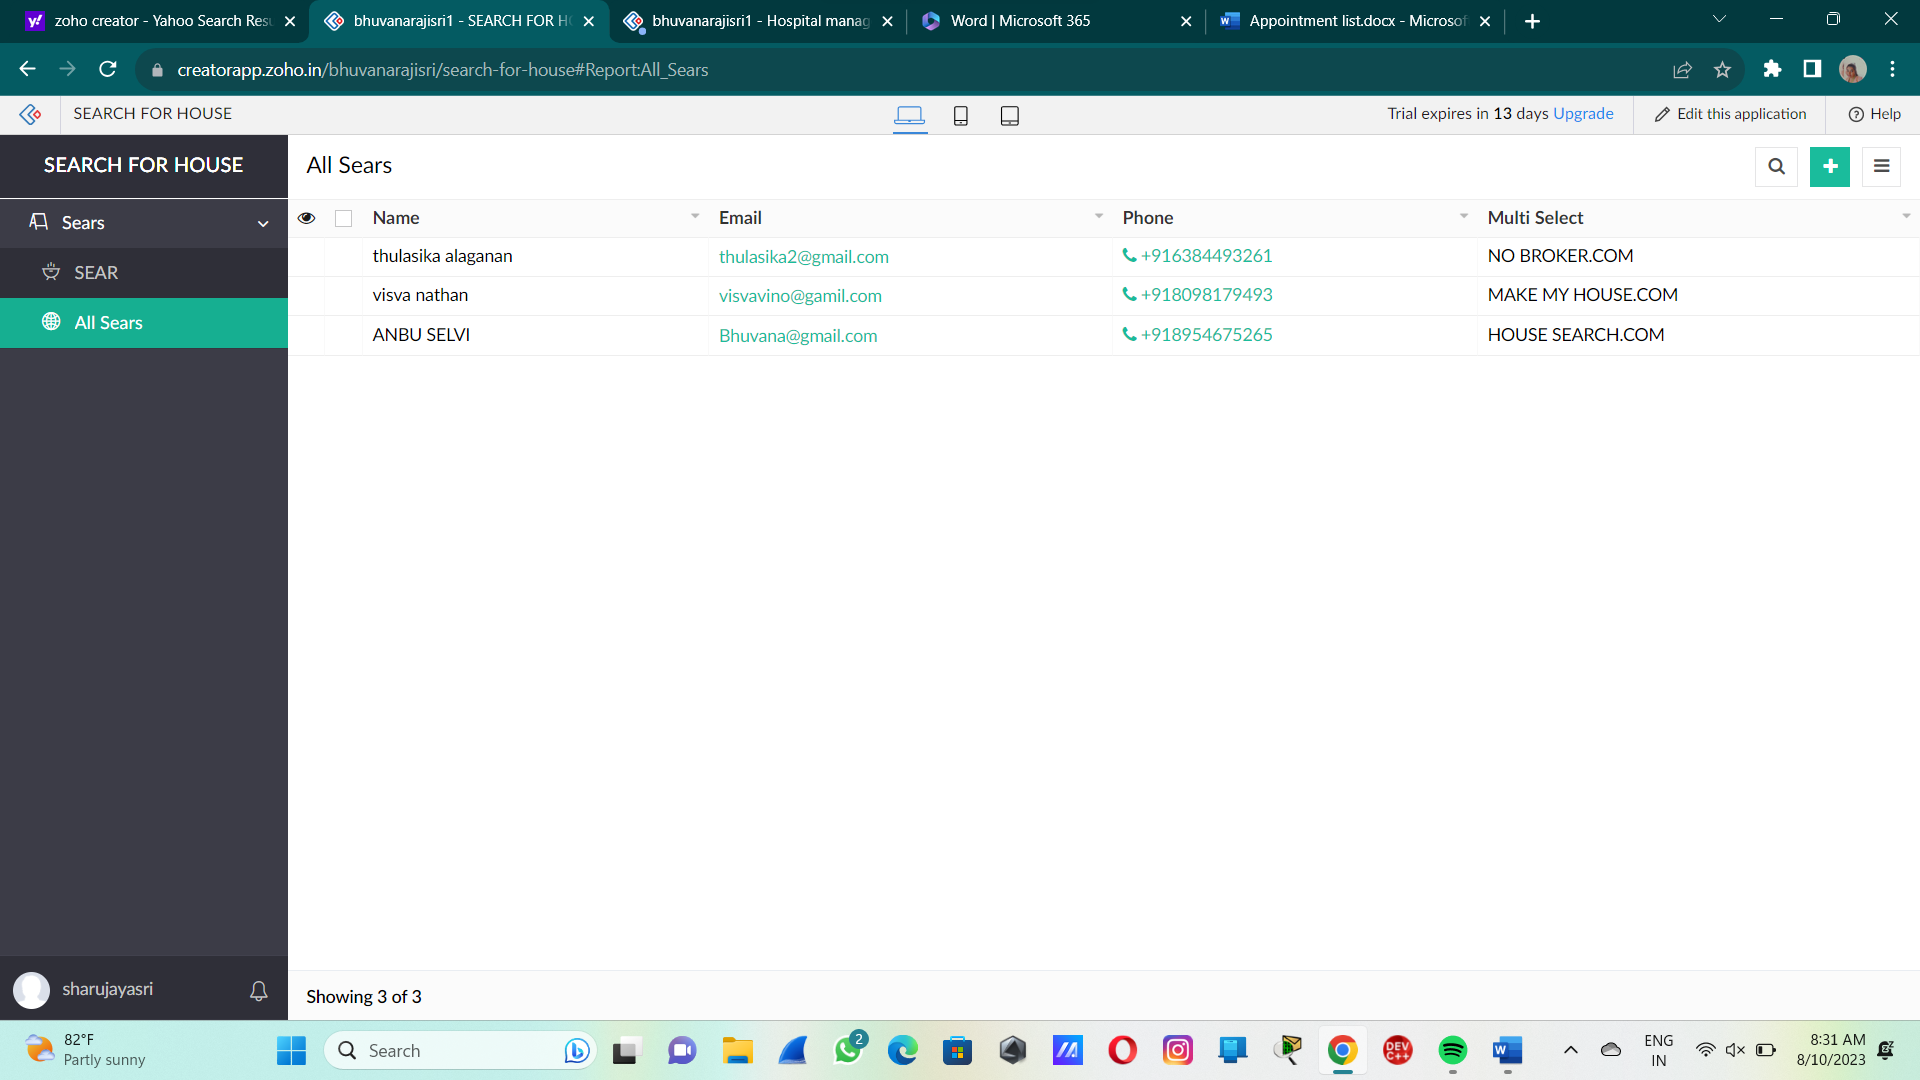 zoho creator - Yahoo Search Res
bhuvanarajisri1 - SEARCH FOR H
bhuvanarajisri1 - Hospital manag
Word | Microsoft 365
Appointment list.docx - Microsof
creatorapp.zoho.in/bhuvanarajisri/search-for-house#Report:All_Sears
SEARCH FOR HOUSE
Trial expires in 13 days Upgrade
Edit this application
Help
SEARCH FOR HOUSE
Sears
SEAR
All Sears
All Sears
Name Email Phone Multi Select
thulasika alaganan thulasika2@gmail.com +916384493261 NO BROKER.COM
visva nathan visvavino@gamil.com +918098179493 MAKE MY HOUSE.COM
ANBU SELVI Bhuvana@gmail.com +918954675265 HOUSE SEARCH.COM
sharujayasri
Showing 3 of 3
82°F
Partly sunny
Search
2
DEV
C++
ENG
IN
8:31 AM
8/10/2023